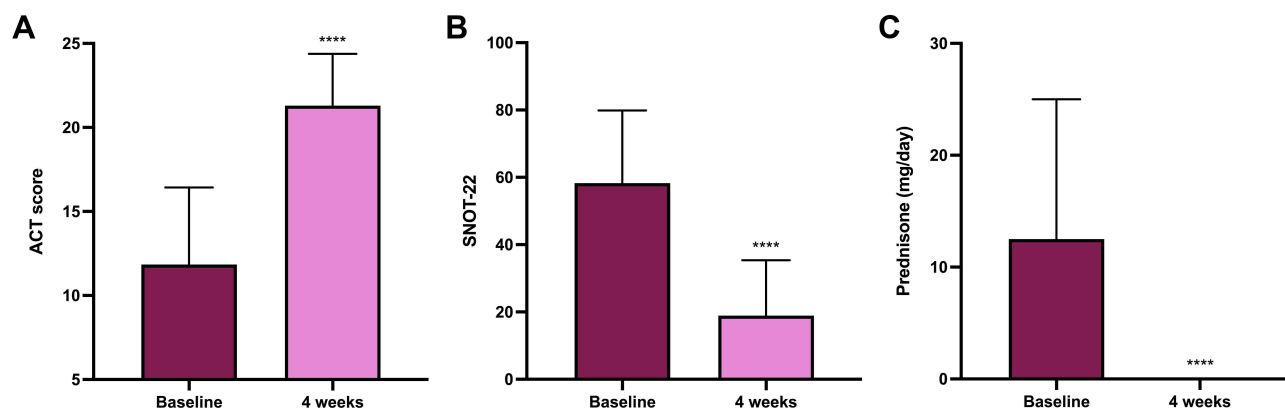 A
ACT score
25
20
15
10
5
****
Baseline
4 weeks
B
SNOT-22
100
80
60
40
20
0
****
Baseline
4 weeks
C
Prednisone (mg/day)
30
20
10
0
****
Baseline
4 weeks